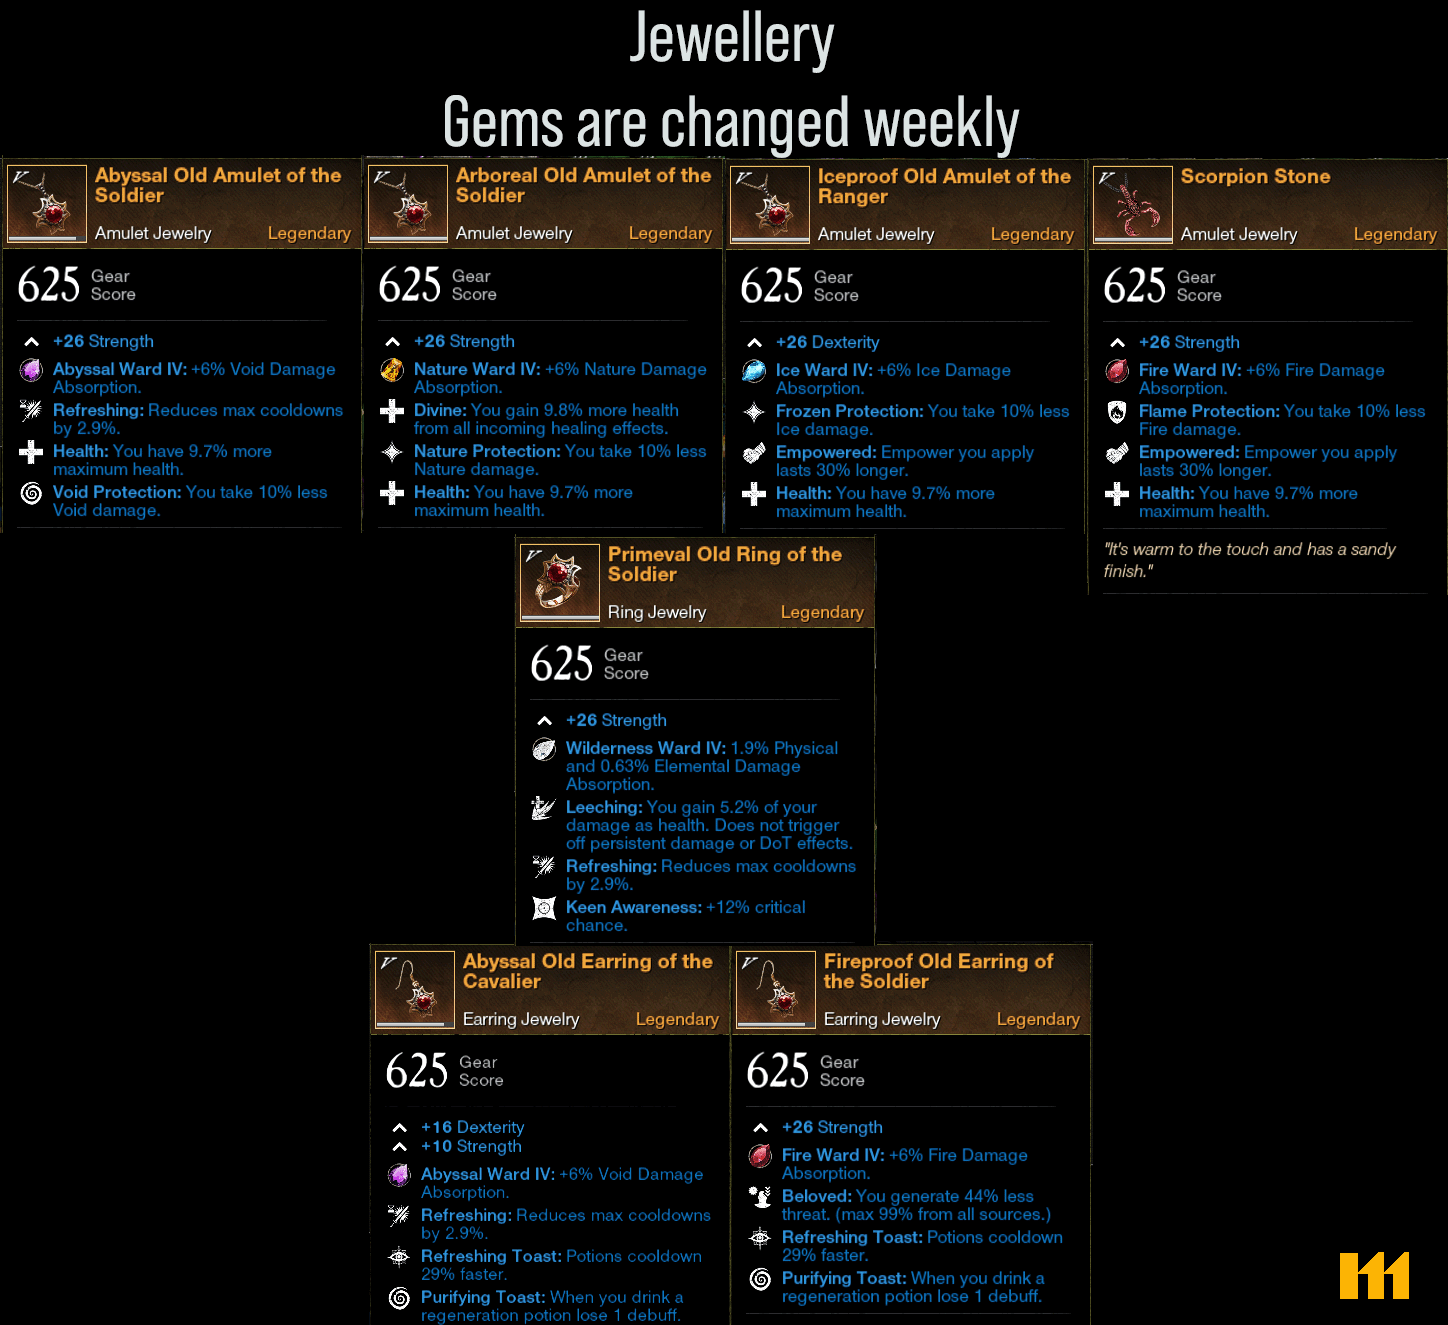 Jewellery
Gems are changed weekly
Abyssal Old Amulet of the
Soldier
Amulet Jewelry Legendary
625 Gear
Score
+26 Strength
Abyssal Ward IV: +6% Void Damage
Absorption.
Refreshing: Reduces max cooldowns
by 2.9%.
Health: You have 9.7% more
maximum health.
Void Protection: You take 10% less
Void damage.
Arboreal Old Amulet of the
Soldier
Amulet Jewelry Legendary
625 Gear
Score
+26 Strength
Nature Ward IV: +6% Nature Damage
Absorption.
Divine: You gain 9.8% more health
from all incoming healing effects.
Nature Protection: You take 10% less
Nature damage.
Health: You have 9.7% more
maximum health.
Iceproof Old Amulet of the
Ranger
Amulet Jewelry Legendary
625 Gear
Score
+26 Dexterity
Ice Ward IV: +6% Ice Damage
Absorption.
Frozen Protection: You take 10% less
Ice damage.
Empowered: Empower you apply
lasts 30% longer.
Health: You have 9.7% more
maximum health.
Scorpion Stone
Amulet Jewelry Legendary
625 Gear
Score
+26 Strength
Fire Ward IV: +6% Fire Damage
Absorption.
Flame Protection: You take 10% less
Fire damage.
Empowered: Empower you apply
lasts 30% longer.
Health: You have 9.7% more
maximum health.
"It's warm to the touch and has a sandy
finish."
Primeval Old Ring of the
Soldier
Ring Jewelry Legendary
625 Gear
Score
+26 Strength
Wilderness Ward IV: 1.9% Physical
and 0.63% Elemental Damage
Absorption.
Leeching: You gain 5.2% of your
damage as health. Does not trigger
off persistent damage or DoT effects.
Refreshing: Reduces max cooldowns
by 2.9%.
Keen Awareness: +12% critical
chance.
Abyssal Old Earring of the
Cavalier
Earring Jewelry Legendary
625 Gear
Score
+16 Dexterity
+10 Strength
Abyssal Ward IV: +6% Void Damage
Absorption.
Refreshing: Reduces max cooldowns
by 2.9%.
Refreshing Toast: Potions cooldown
29% faster.
Purifying Toast: When you drink a
regeneration potion lose 1 debuff.
Fireproof Old Earring of
the Soldier
Earring Jewelry Legendary
625 Gear
Score
+26 Strength
Fire Ward IV: +6% Fire Damage
Absorption.
Beloved: You generate 44% less
threat. (max 99% from all sources.)
Refreshing Toast: Potions cooldown
29% faster.
Purifying Toast: When you drink a
regeneration potion lose 1 debuff.